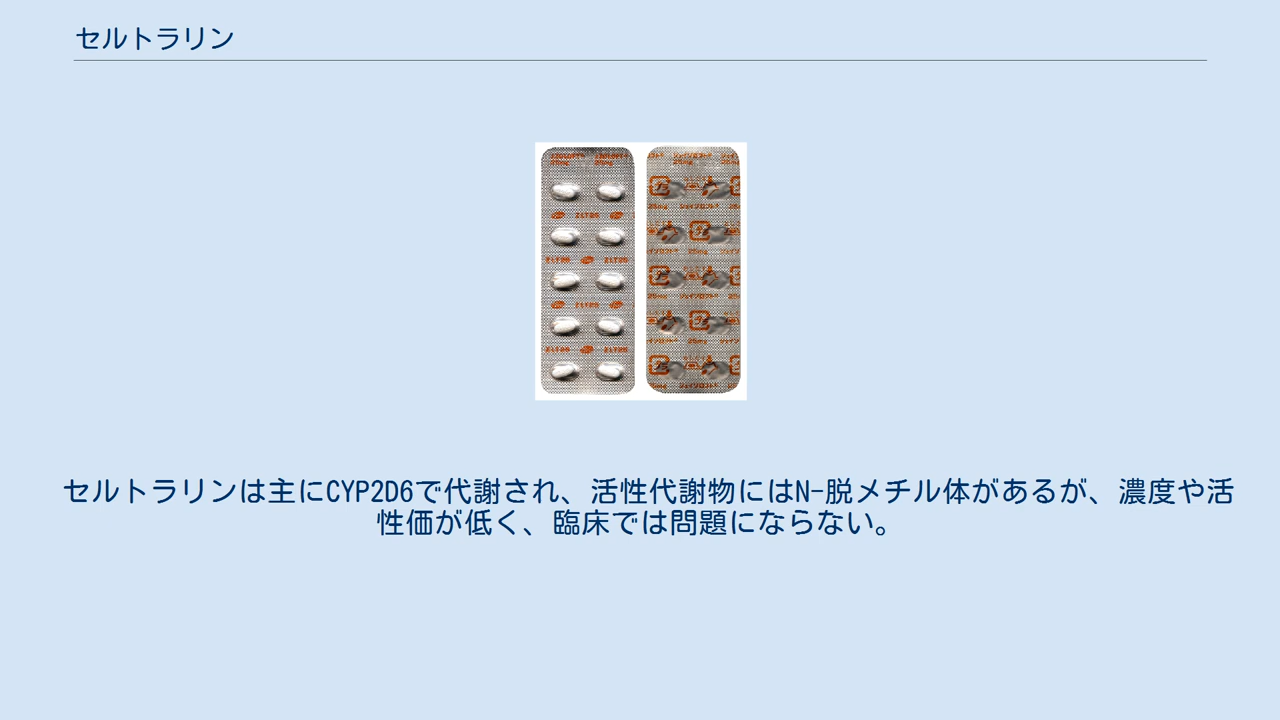 セルトラリン
セルトラリンは主にCYP2D6で代謝され、活性代謝物にはN-脱メチル体があるが、濃度や活
性価が低く、臨床では問題にならない。